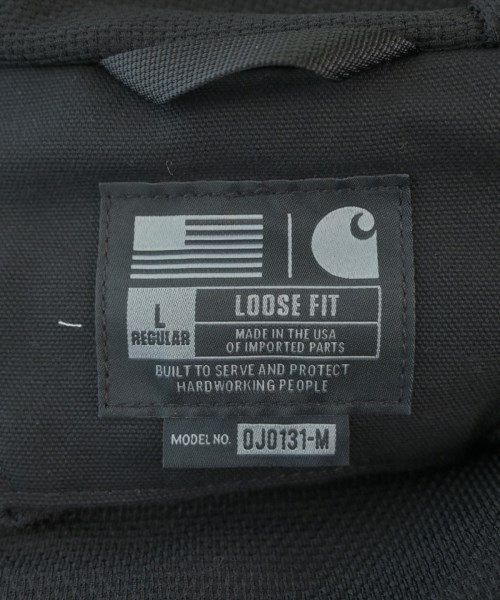 L
REGULAR
LOOSE FIT
MADE IN THE USA
OF IMPORTED PARTS
BUILT TO SERVE AND PROTECT
HARDWORKING PEOPLE
MODEL NO. OJ0131-M